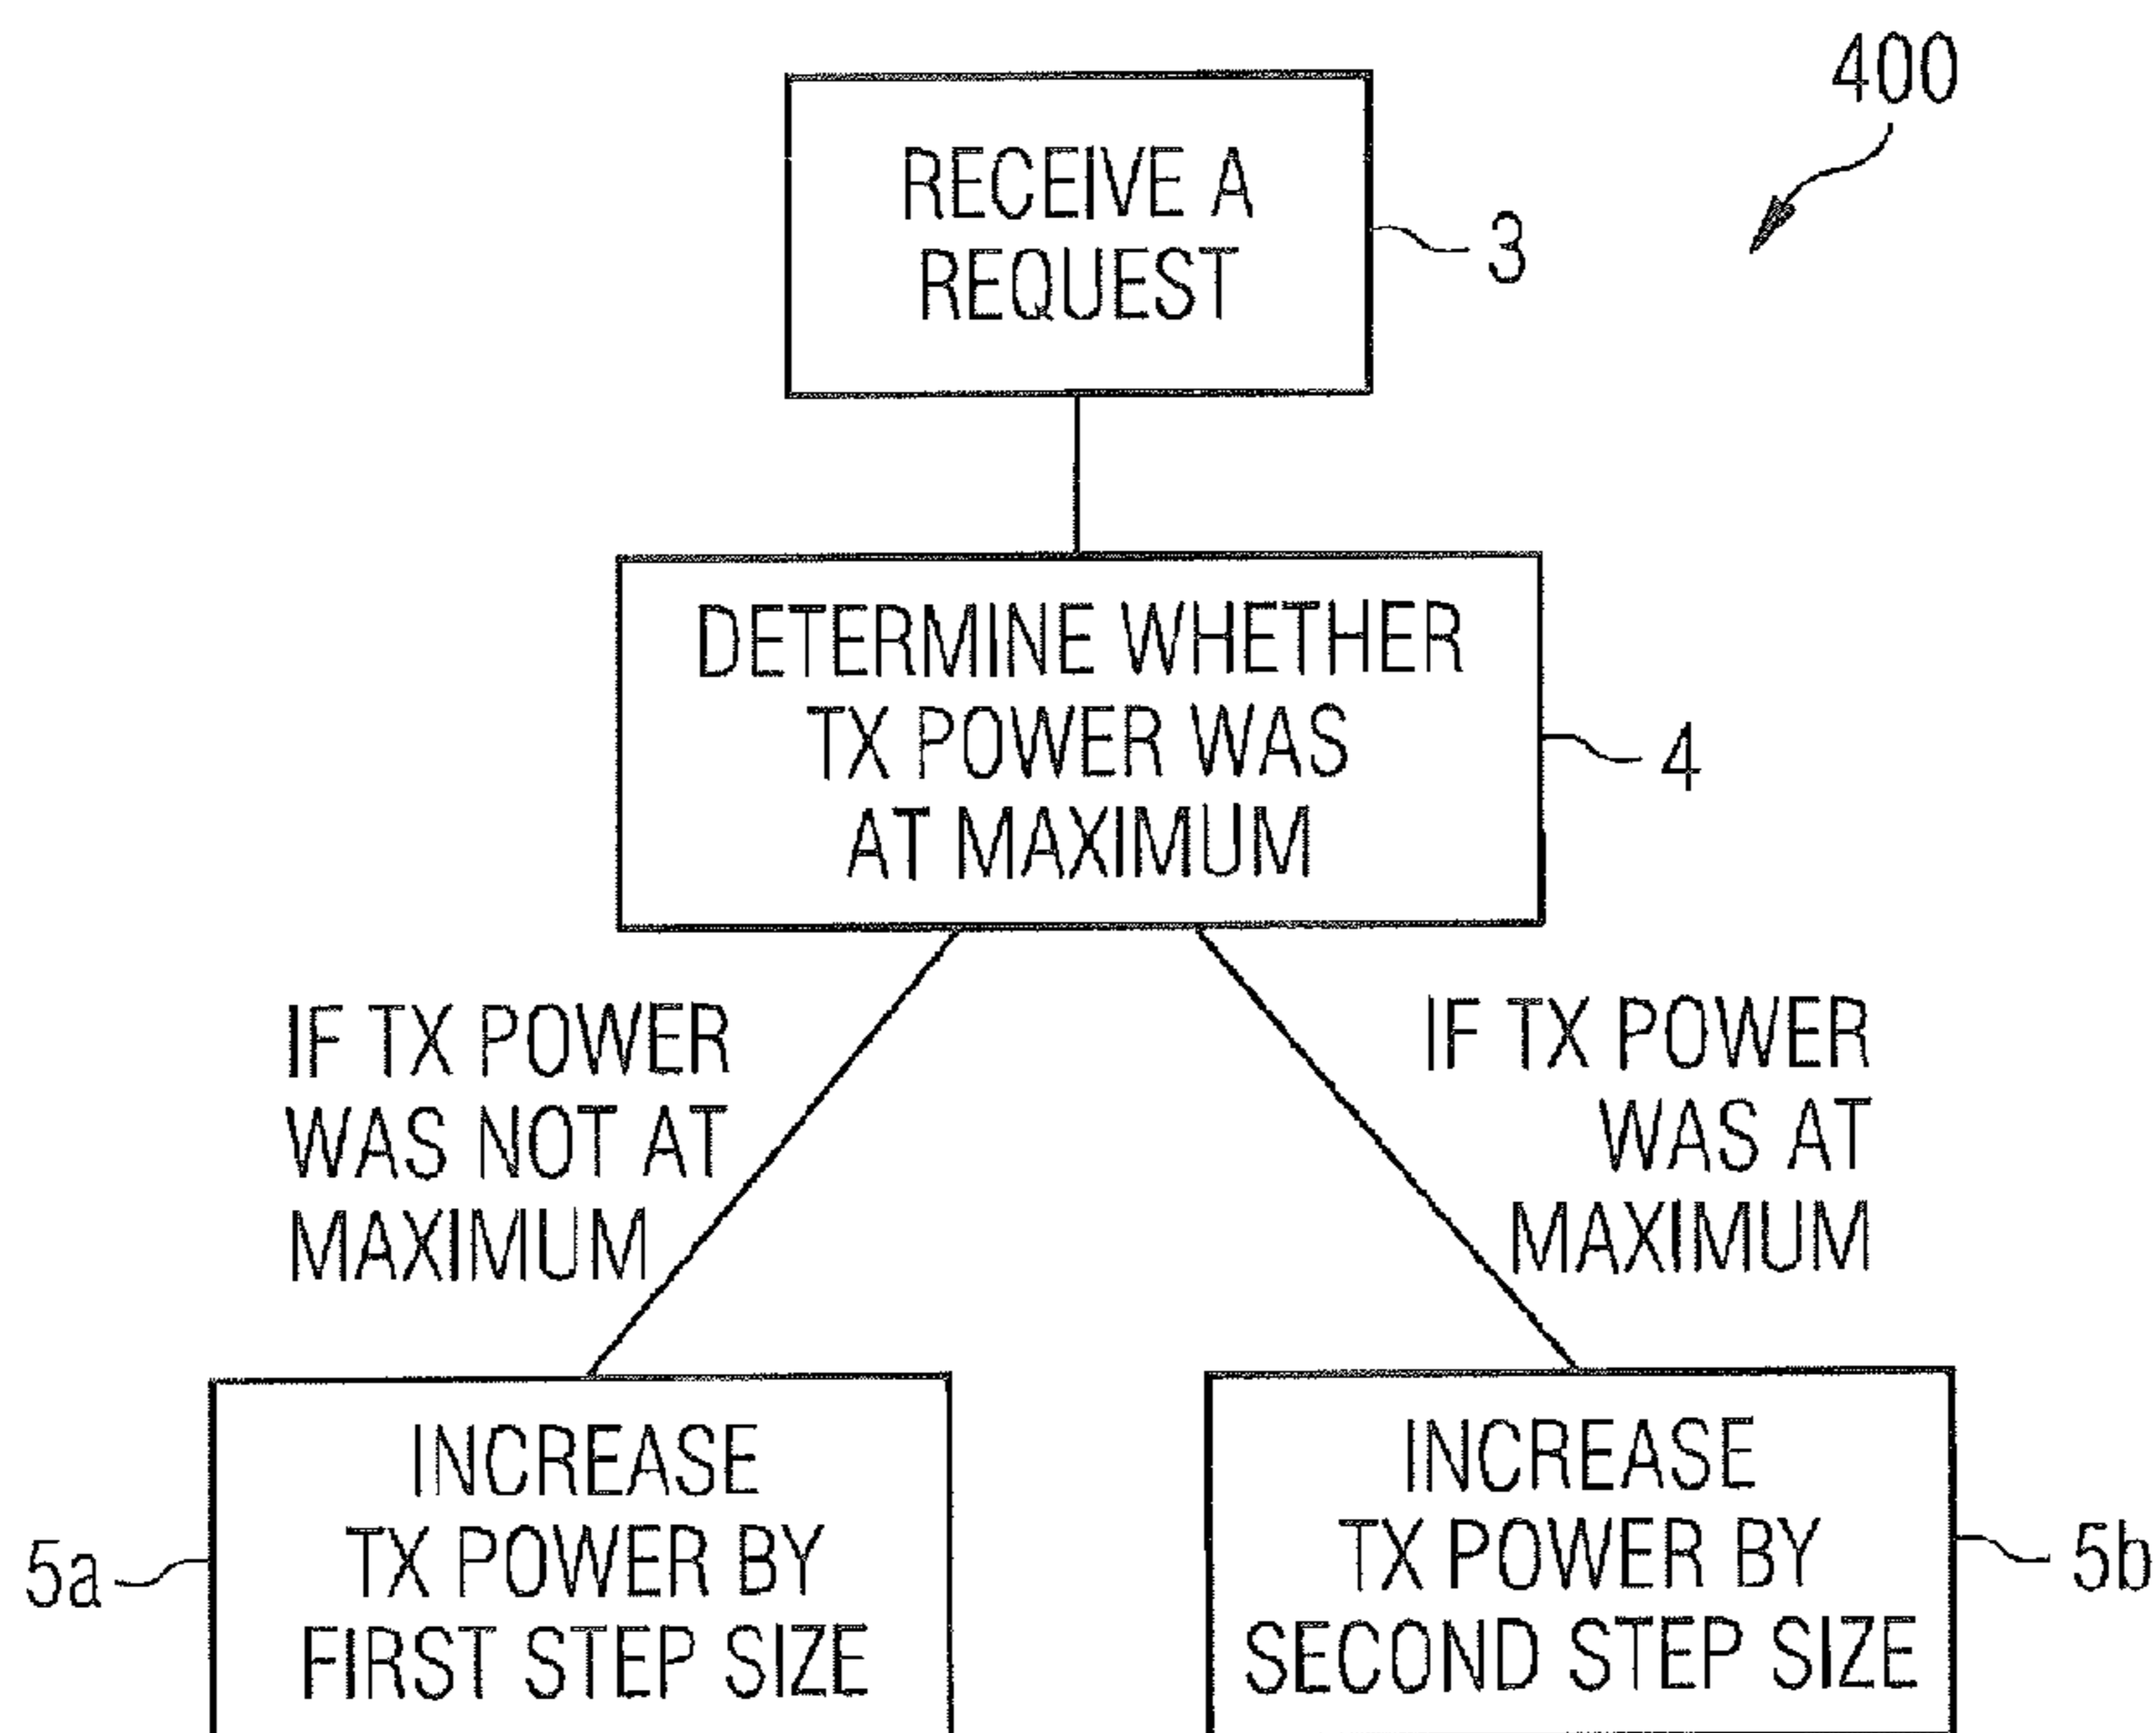 400
RECEIVE A
REQUEST
3
DETERMINE WHETHER
TX POWER WAS
AT MAXIMUM
4
IF TX POWER
WAS NOT AT
MAXIMUM
IF TX POWER
WAS AT
MAXIMUM
INCREASE
TX POWER BY
FIRST STEP SIZE
5a
INCREASE
TX POWER BY
SECOND STEP SIZE
5b